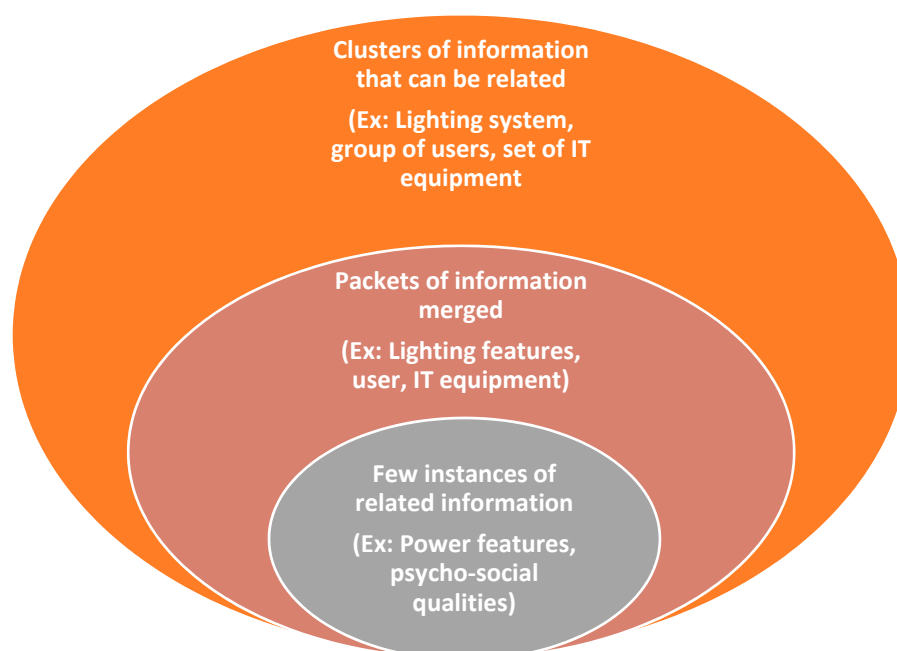 Clusters of information
that can be related
(Ex: Lighting system,
group of users, set of IT
equipment
Packets of information
merged
(Ex: Lighting features,
user, IT equipment)
Few instances of
related information
(Ex: Power features,
psycho-social
qualities)